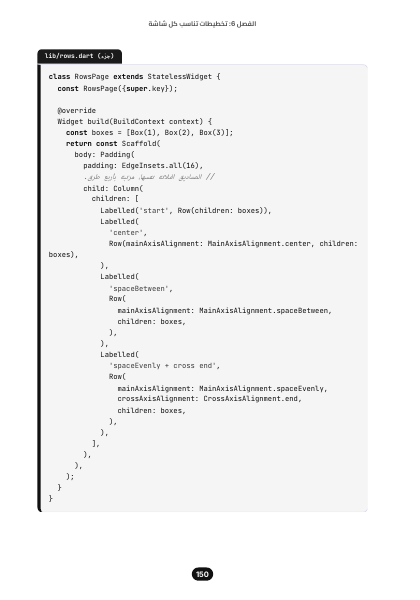 الفصل 6: تخطيطات تناسب كل شاشة
lib/rows.dart (جزء)
class RowsPage extends StatelessWidget {
const RowsPage({super.key});
@override
Widget build(BuildContext context) {
const boxes = [Box(1), Box(2), Box(3)];
return const Scaffold(
body: Padding(
padding: EdgeInsets.all(16),
// الصناديق الثلاثة نفسها، مرتبة بأربع طرق.
child: Column(
children: [
Labelled('start', Row(children: boxes)),
Labelled(
'center',
Row(mainAxisAlignment: MainAxisAlignment.center, children:
boxes),
),
Labelled(
'spaceBetween',
Row(
mainAxisAlignment: MainAxisAlignment.spaceBetween,
children: boxes,
),
),
Labelled(
'spaceEvenly + cross end',
Row(
mainAxisAlignment: MainAxisAlignment.spaceEvenly,
crossAxisAlignment: CrossAxisAlignment.end,
children: boxes,
),
),
],
),
),
);
}
}
150